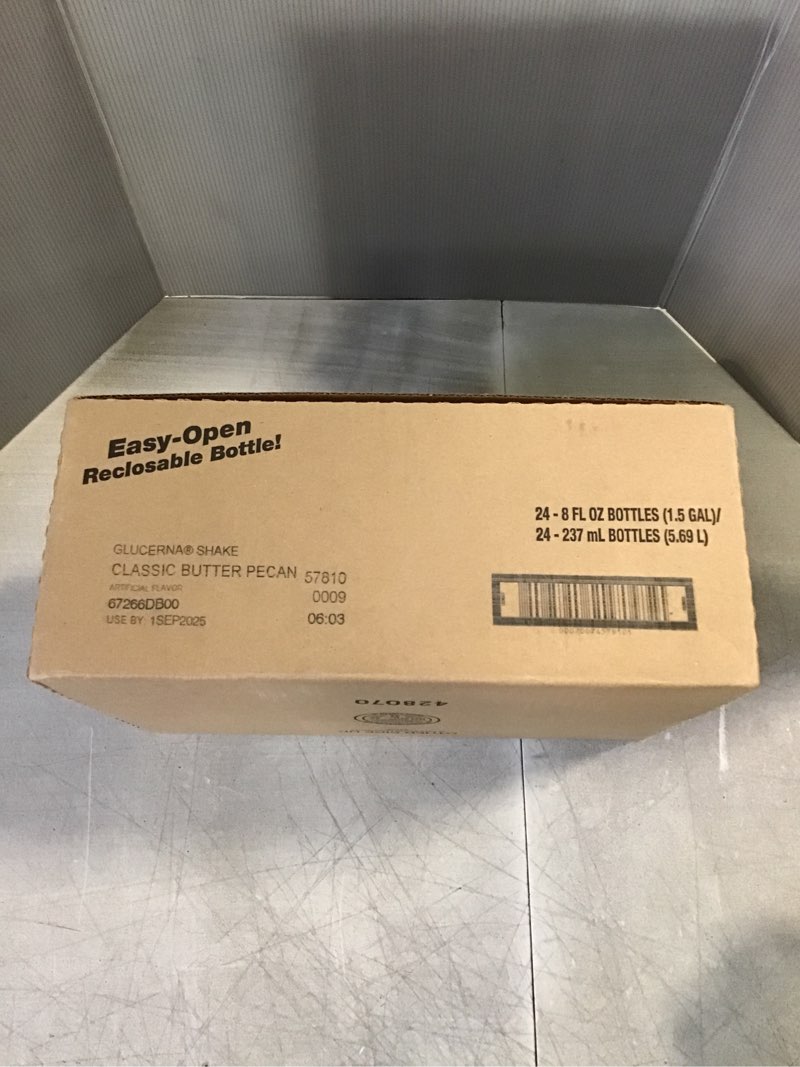 Easy-Open
Reclosable Bottle!
24 - 8 FL OZ BOTTLES (1.5 GAL)/
24 - 237 mL BOTTLES (5.69 L)
GLUCERNA® SHAKE
CLASSIC BUTTER PECAN 57810
ARTIFICIAL FLAVOR
0009
67266DB00
USE BY 1SEP2025 06:03
428070